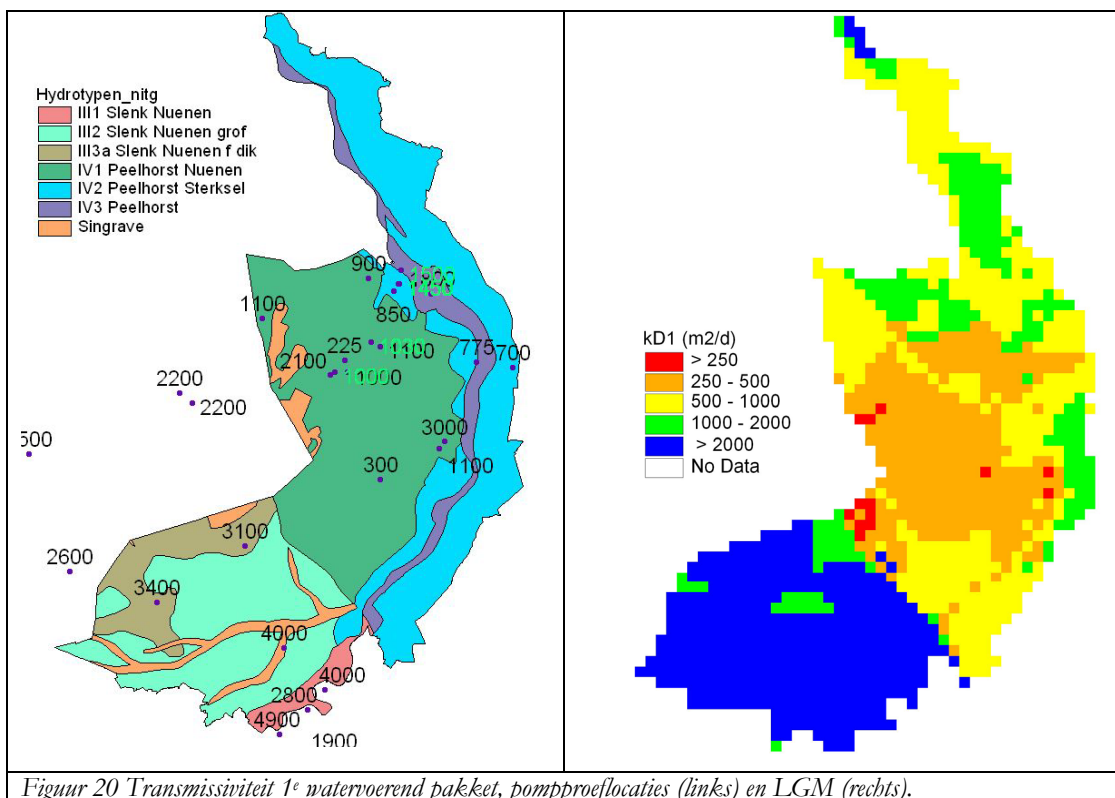 Hydrotypen_nitg
III1 Slenk Nuenen
III2 Slenk Nuenen grof
III3a Slenk Nuenen f dik
IV1 Peelhorst Nuenen
IV2 Peelhorst Sterksel
IV3 Peelhorst
Singrave
900
1450
850
1100
225
2100
1100
775
700
2200
2200
500
3000
1100
300
3100
2600
3400
4000
4000
2800
4900
1900
kD1 (m2/d)
> 250
250 - 500
500 - 1000
1000 - 2000
> 2000
No Data
Figuur 20 Transmissiviteit 1e watervoerend pakket, pompproeflocaties (links) en LGM (rechts).